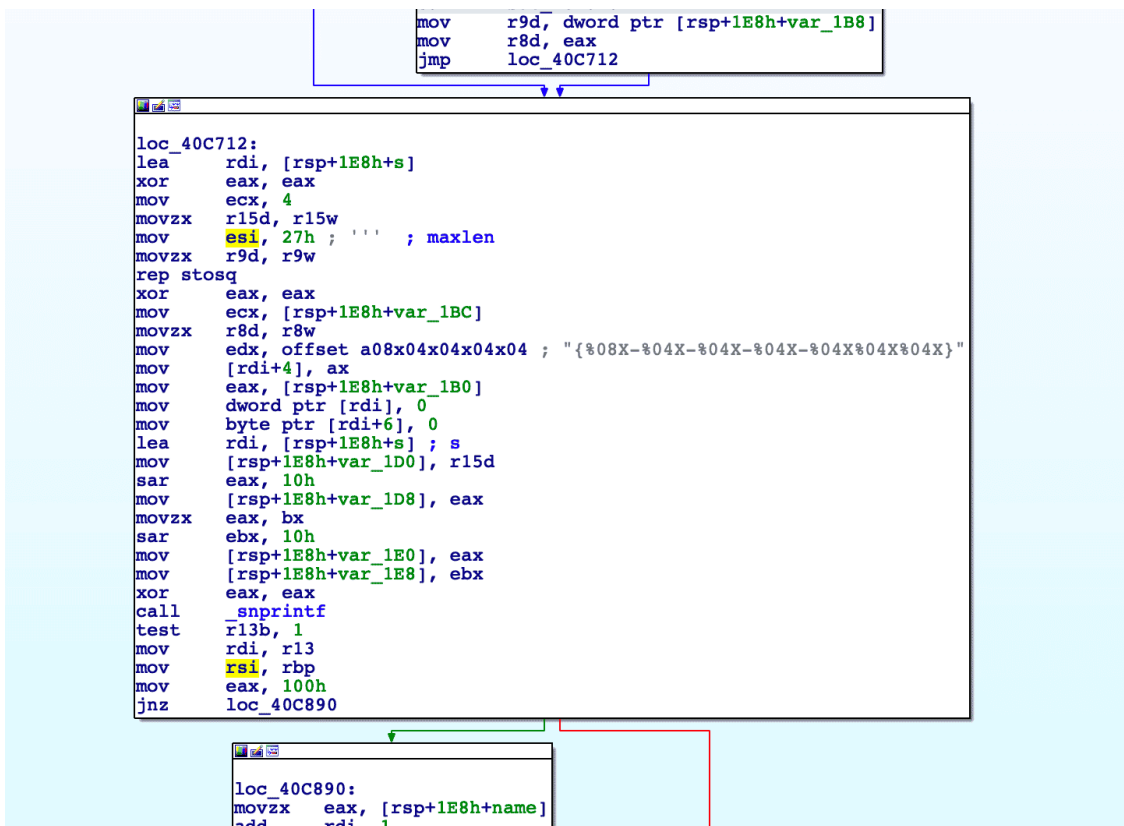 mov r9d, dword ptr [rsp+1E8h+var_1B8]
mov r8d, eax
jmp loc_40C712
loc_40C712:
lea rdi, [rsp+1E8h+s]
xor eax, eax
mov ecx, 4
movzx r15d, r15w
mov esi, 27h ; ''' ; maxlen
movzx r9d, r9w
rep stosq
xor eax, eax
mov ecx, [rsp+1E8h+var_1BC]
movzx r8d, r8w
mov edx, offset a08x04x04x04x04 ; "{%08X-%04X-%04X-%04X-%04X%04X%04X}"
mov [rdi+4], ax
mov eax, [rsp+1E8h+var_1B0]
mov dword ptr [rdi], 0
mov byte ptr [rdi+6], 0
lea rdi, [rsp+1E8h+s] ; s
mov [rsp+1E8h+var_1D0], r15d
sar eax, 10h
mov [rsp+1E8h+var_1D8], eax
movzx eax, bx
sar ebx, 10h
mov [rsp+1E8h+var_1E0], eax
mov [rsp+1E8h+var_1E8], ebx
xor eax, eax
call _snprintf
test r13b, 1
mov rdi, r13
mov rsi, rbp
mov eax, 100h
jnz loc_40C890
loc_40C890:
movzx eax, [rsp+1E8h+name]
add rdi, 1